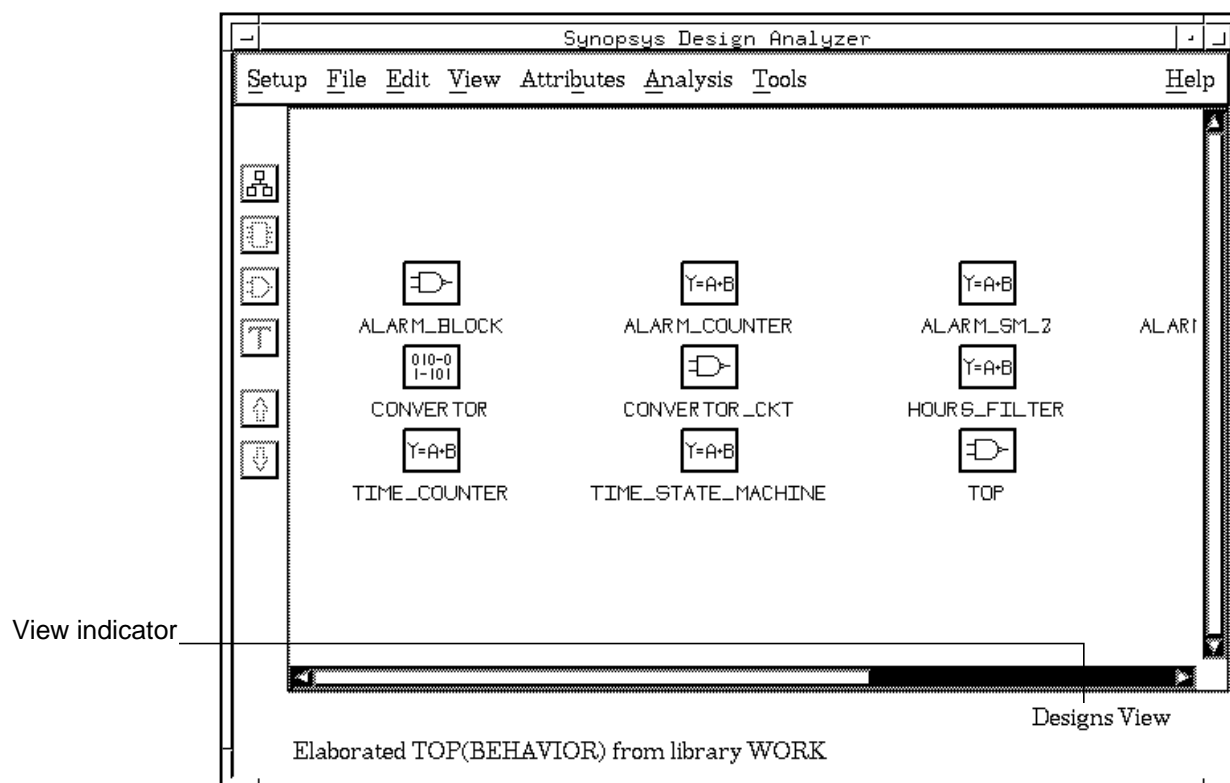 Synopsys Design Analyzer
Setup File Edit View Attributes Analysis Tools Help
ALARM_BLOCK ALARM_COUNTER ALARM_SM_2 ALARM
Y=A+B Y=A+B
010-0
1-101
Y=A+B
CONVERTOR CONVERTOR_CKT HOURS_FILTER
Y=A+B Y=A+B
TIME_COUNTER TIME_STATE_MACHINE TOP
T
View indicator
Designs View
Elaborated TOP(BEHAVIOR) from library WORK